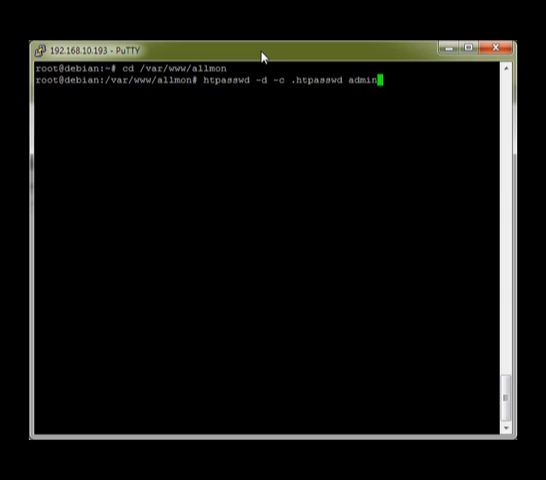 192.168.10.193 - PuTTY
root@debian:~# cd /var/www/allmon
root@debian:/var/www/allmon# htpasswd -d -c .htpasswd admin